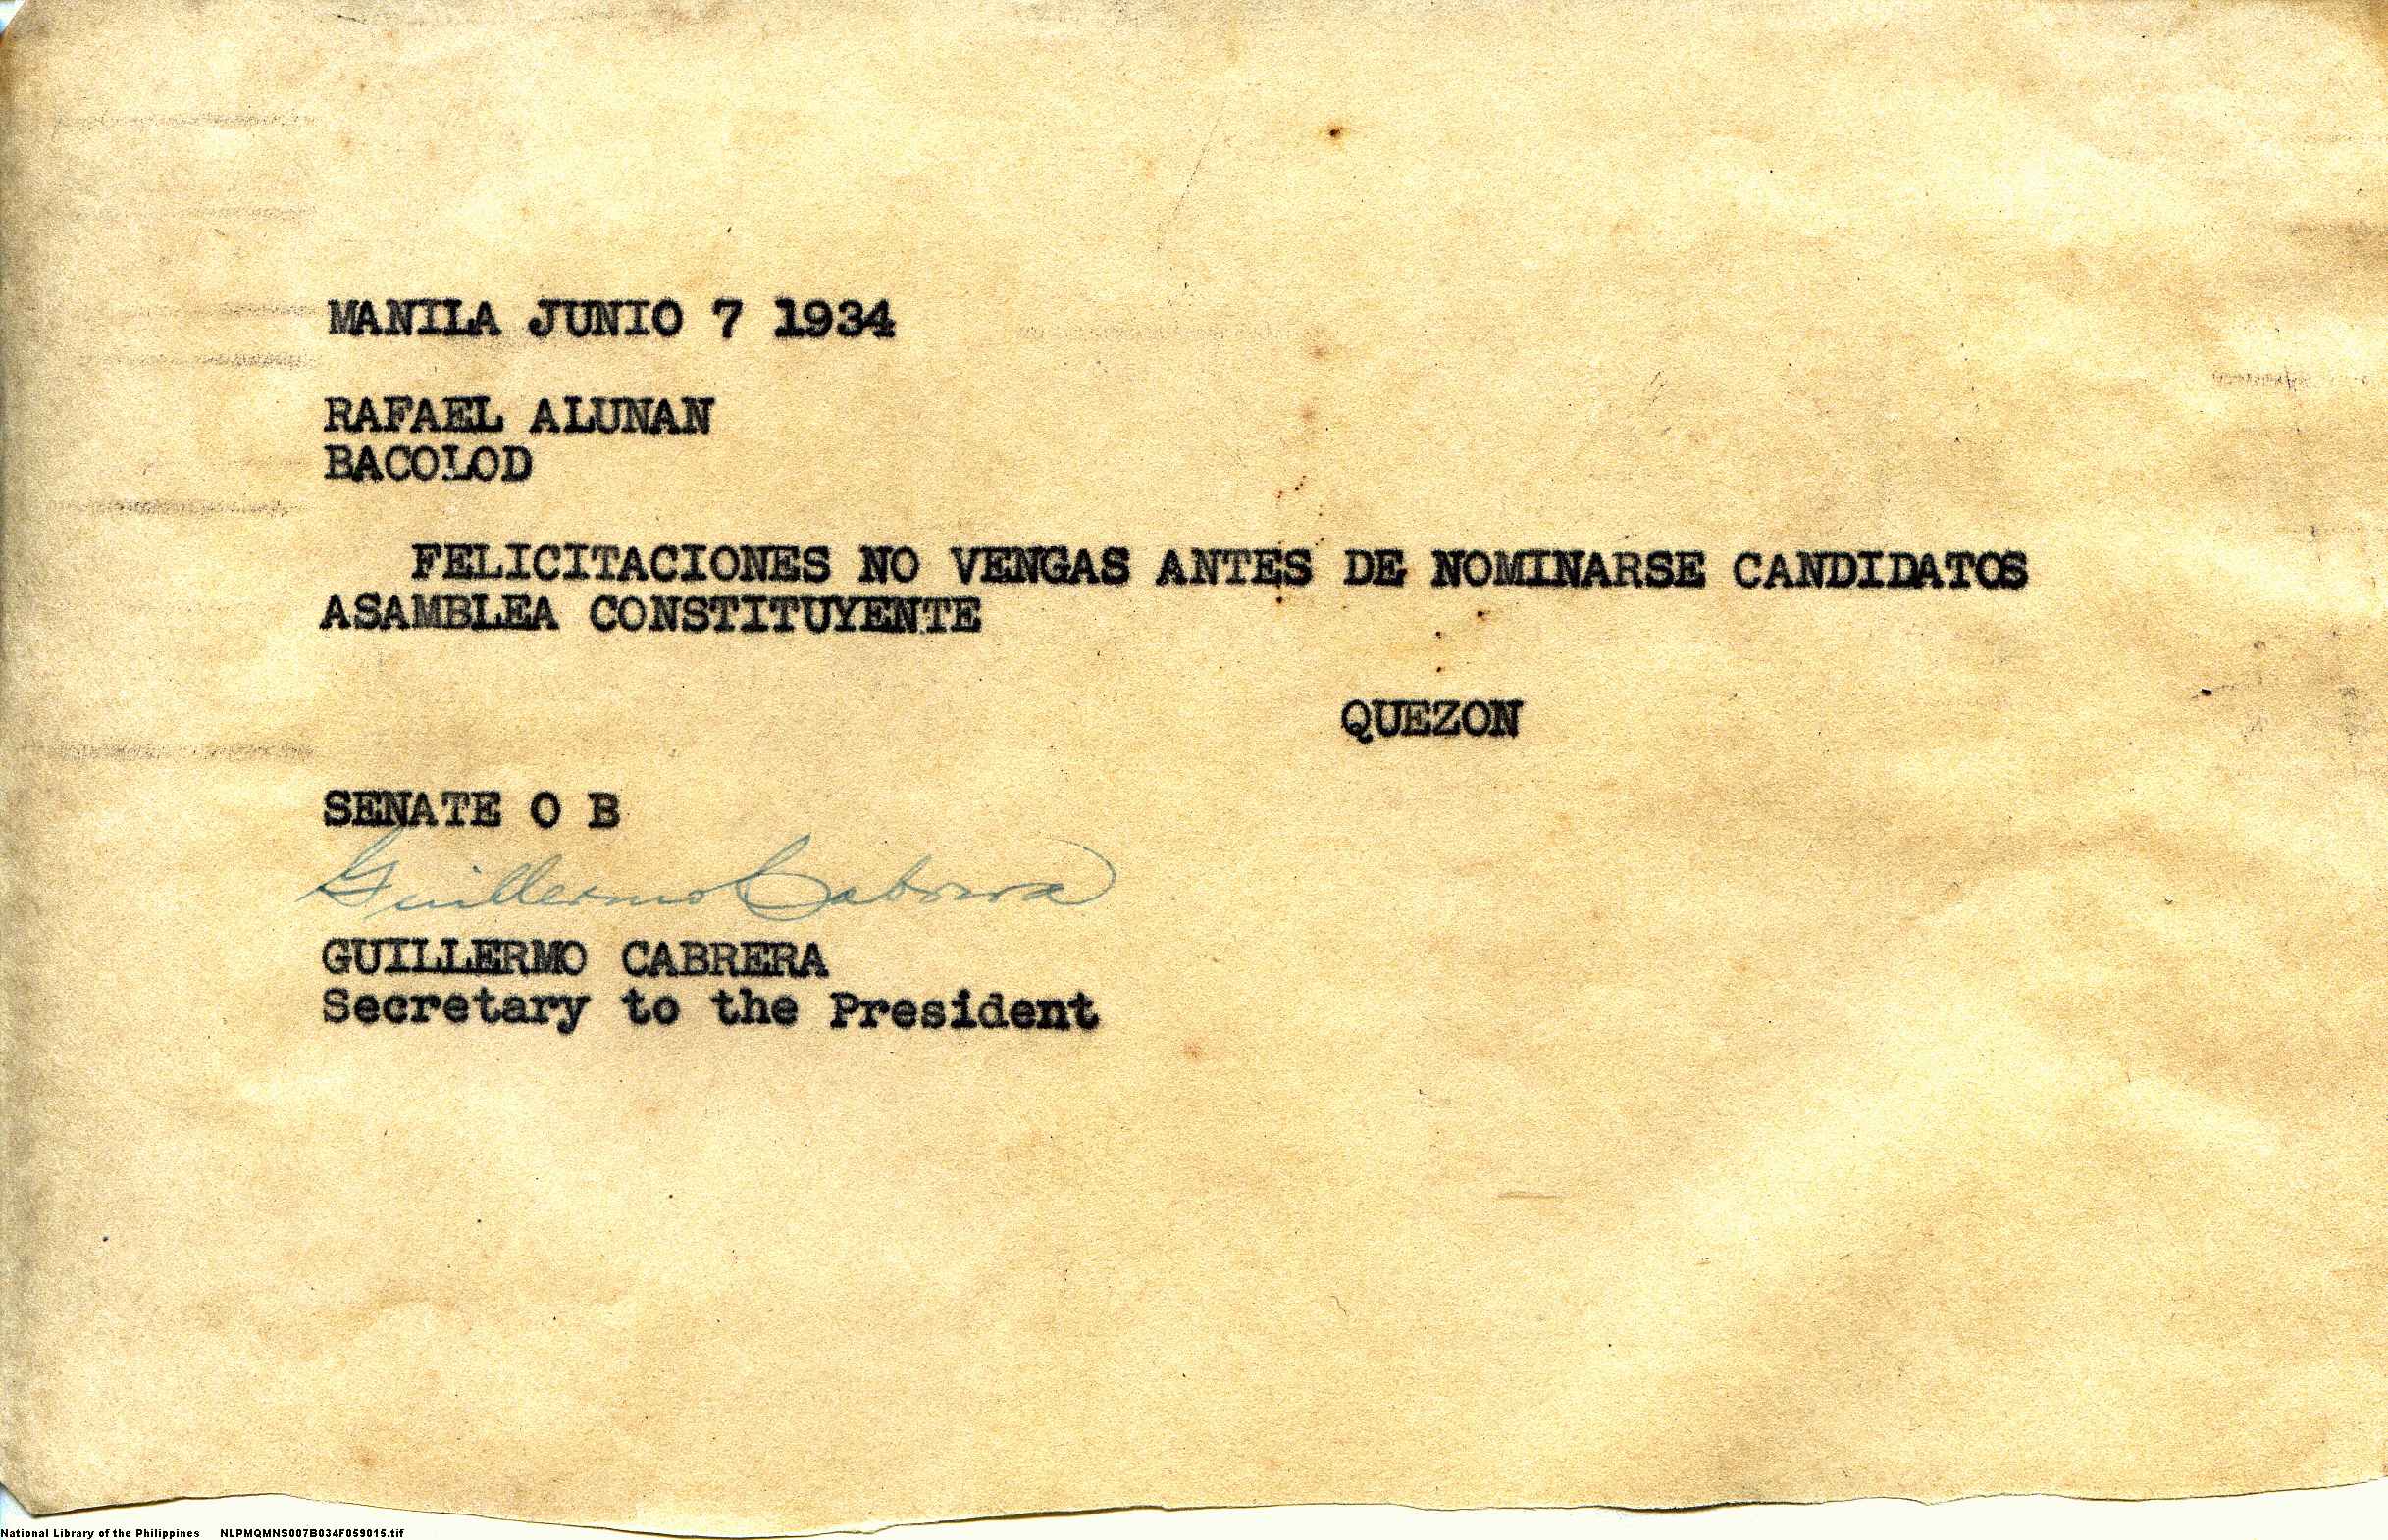 MANILA JUNIO 7 1934
RAFAEL ALUNAN
BACOLOD
FELICITACIONES NO VENGAS ANTES DE NOMINARSE CANDIDATOS
ASAMBLEA CONSTITUYENTE
QUEZON
SENATE O B
Guillermo Cabrera
GUILLERMO CABRERA
Secretary to the President
National Library of the Philippines NLPMQMNS007B034F059015.tif